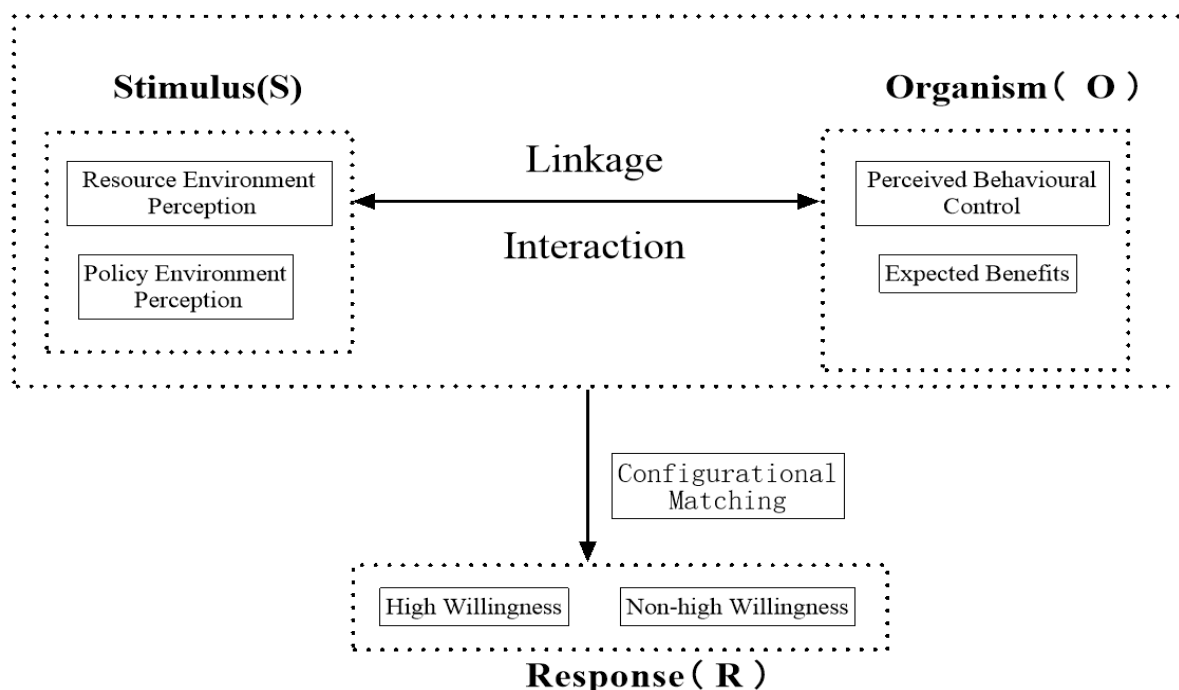 Stimulus(S)
Organism( O )
Resource Environment
Perception
Policy Environment
Perception
Linkage
Interaction
Perceived Behavioural
Control
Expected Benefits
Configurational
Matching
High Willingness
Non-high Willingness
Response( R )